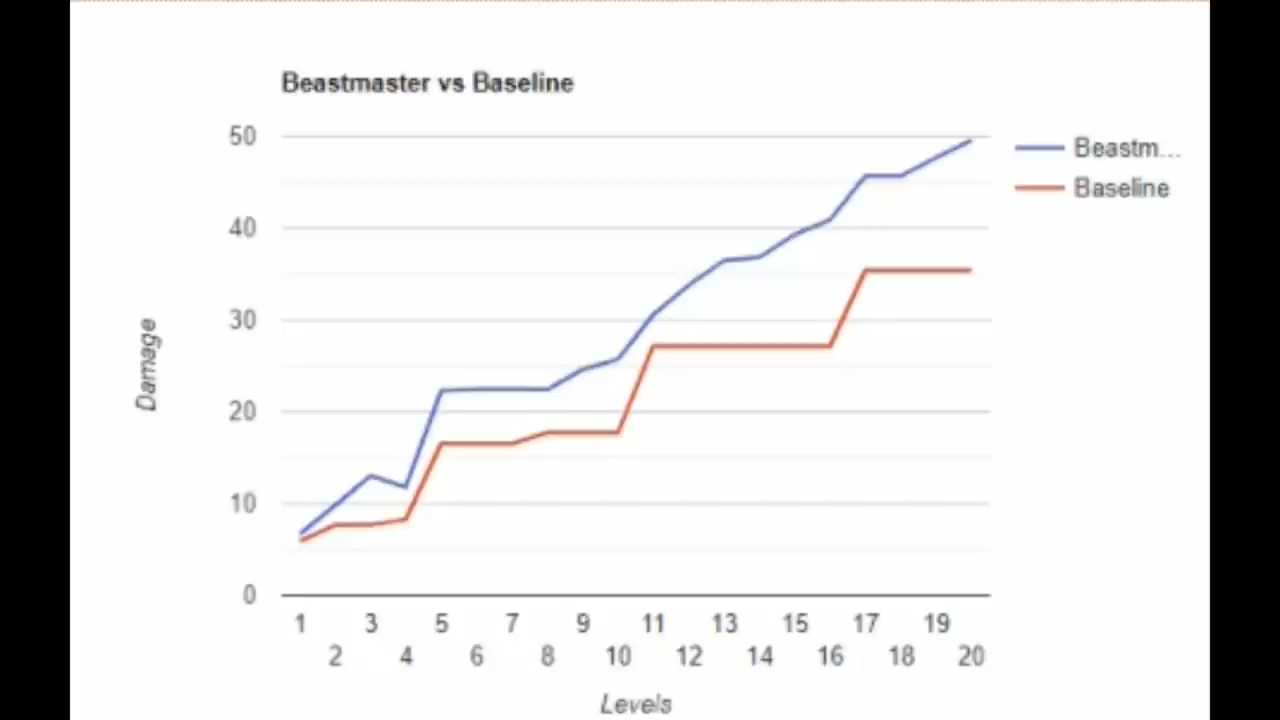 Beastmaster vs Baseline
50
40
30
20
10
0
Damage
Beastm...
Baseline
1 3 5 7 9 11 13 15 17 19
2 4 6 8 10 12 14 16 18 20
Levels